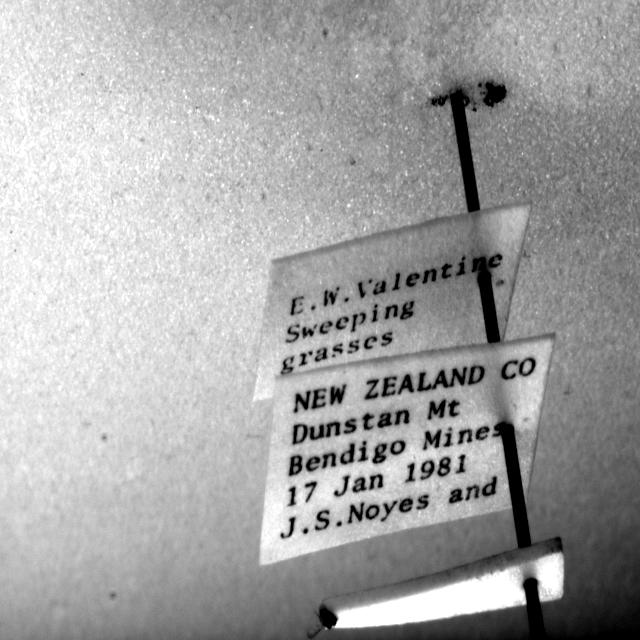 E.W.Valentine
Sweeping
grasses
NEW ZEALAND CO
Dunstan Mt
Bendigo Mines
17 Jan 1981
J.S.Noyes and